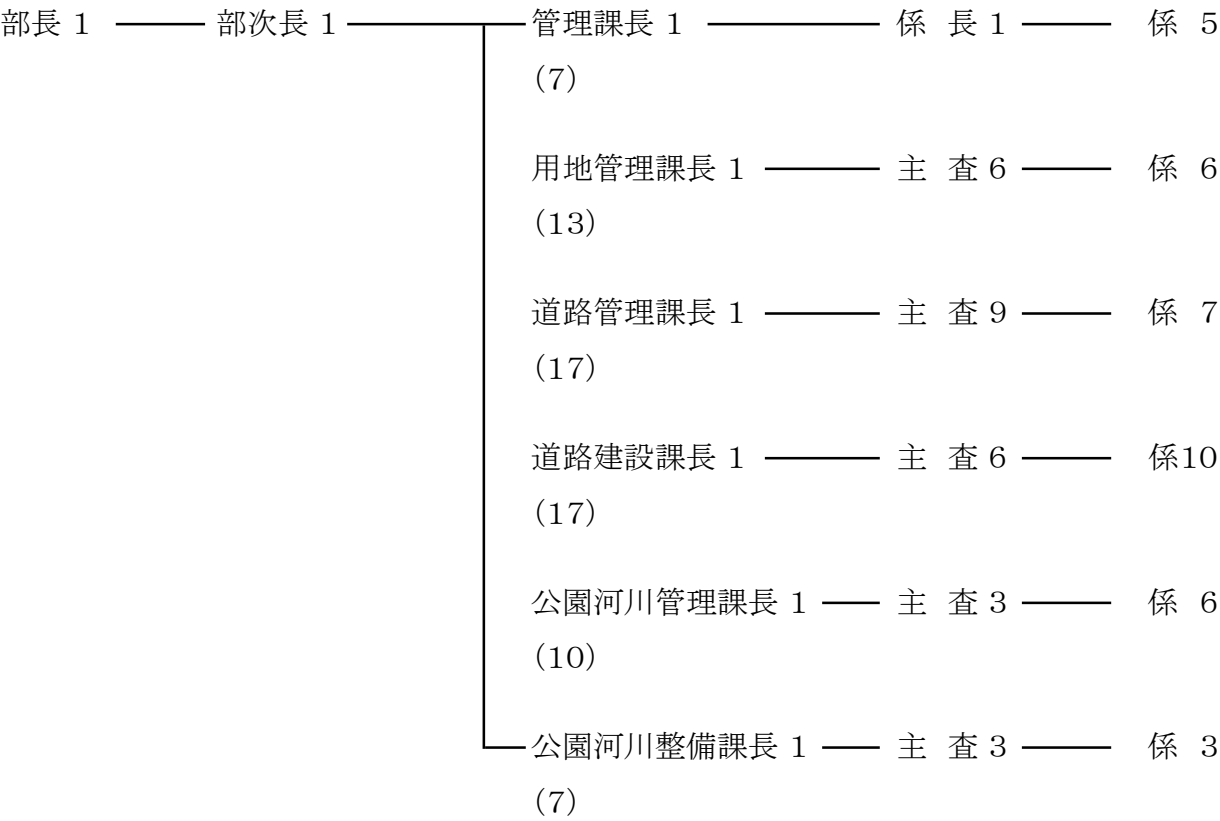 部長 1 部次長 1 管理課長 1 係 長 1 係 5
(7)
用地管理課長 1 主 査 6 係 6
(13)
道路管理課長 1 主 査 9 係 7
(17)
道路建設課長 1 主 査 6 係10
(17)
公園河川管理課長 1 主 査 3 係 6
(10)
公園河川整備課長 1 主 査 3 係 3
(7)